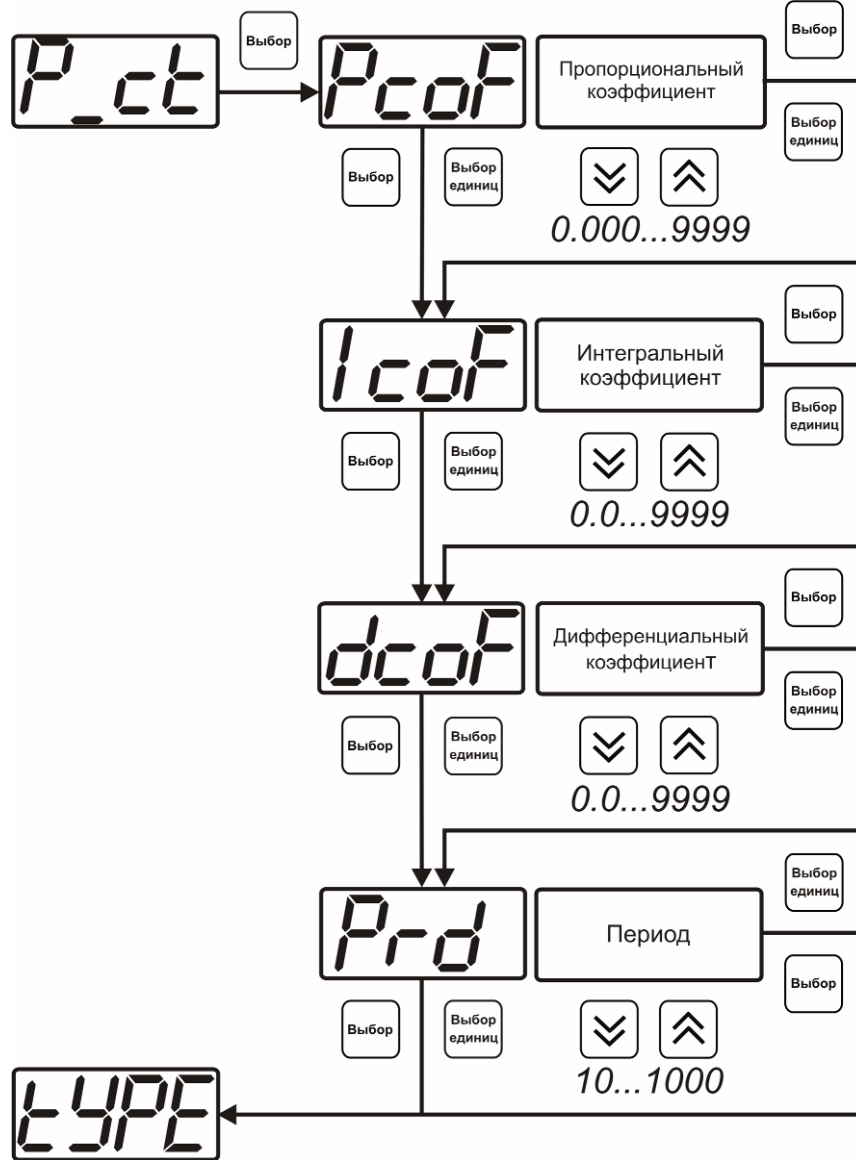 P_ct
Выбор
PcoF
Пропорциональный
коэффициент
Выбор
Выбор
единиц
Выбор
Выбор
единиц
0.000...9999
IcoF
Интегральный
коэффициент
Выбор
Выбор
единиц
Выбор
Выбор
единиц
0.0...9999
dcoF
Дифференциальный
коэффициент
Выбор
Выбор
единиц
Выбор
Выбор
единиц
0.0...9999
Prd
Период
Выбор
единиц
Выбор
Выбор
Выбор
единиц
10...1000
tYPE